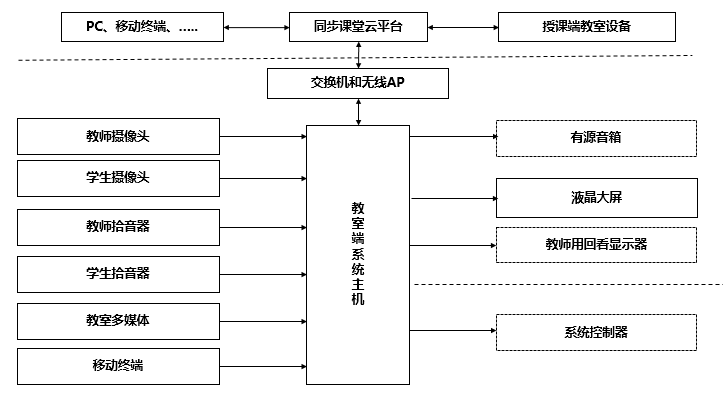 PC、移动终端、.....
同步课堂云平台
授课端教室设备
交换机和无线AP
教师摄像头
学生摄像头
教师拾音器
学生拾音器
教室多媒体
移动终端
教室端系统主机
有源音箱
液晶大屏
教师用回看显示器
系统控制器